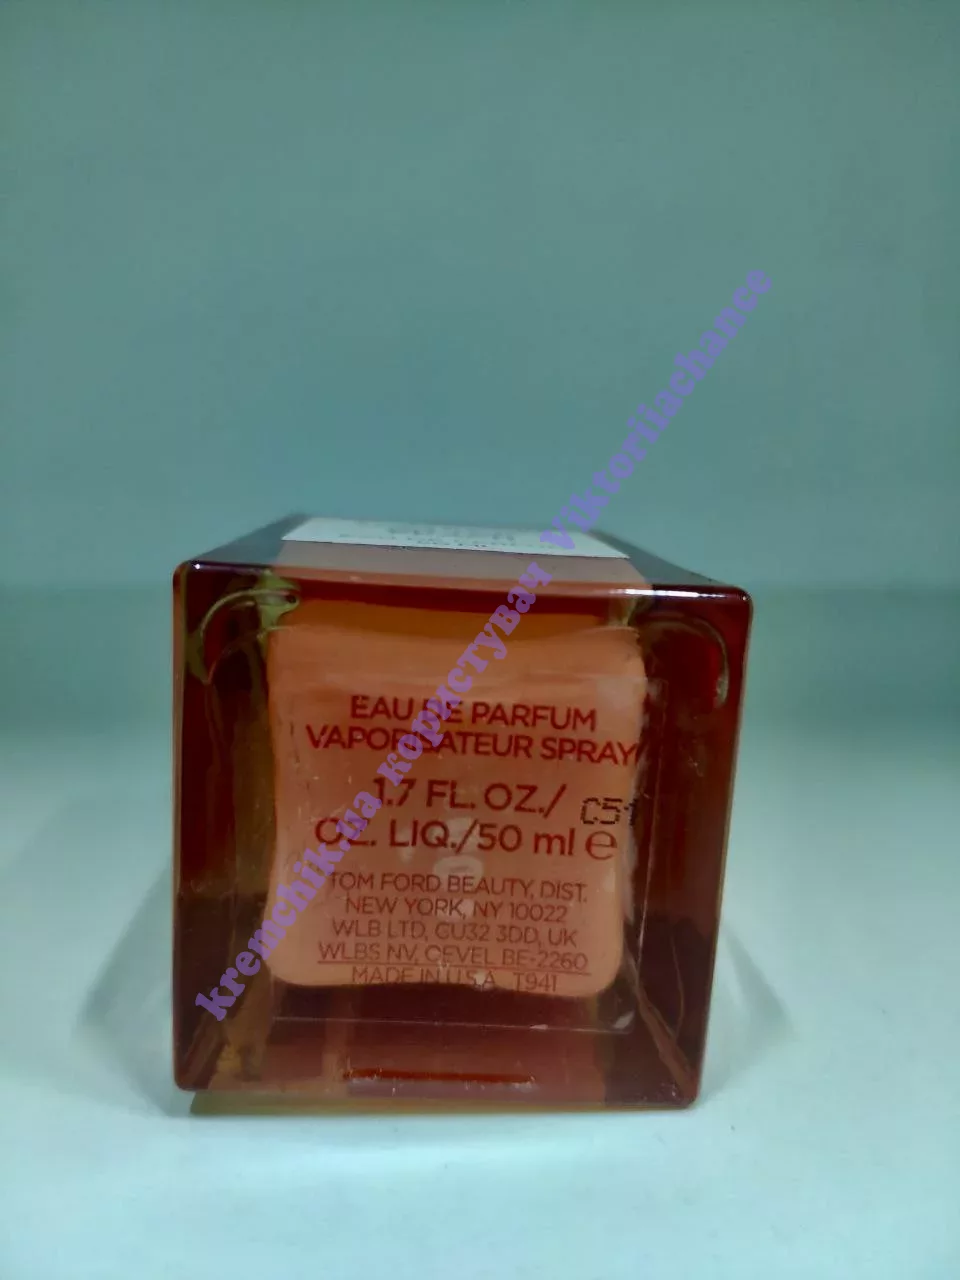 EAU DE PARFUM
VAPORISATEUR SPRAY
1.7 FL. OZ./
OZ. LIQ./50 ml e
C51
TOM FORD BEAUTY, DIST.
NEW YORK, NY 10022
WLB LTD, GU32 3DD, UK
WLBS NV, OEVEL BE-2260
MADE IN U.S.A. T941
kremchik.ua користувач Viktoriiachance